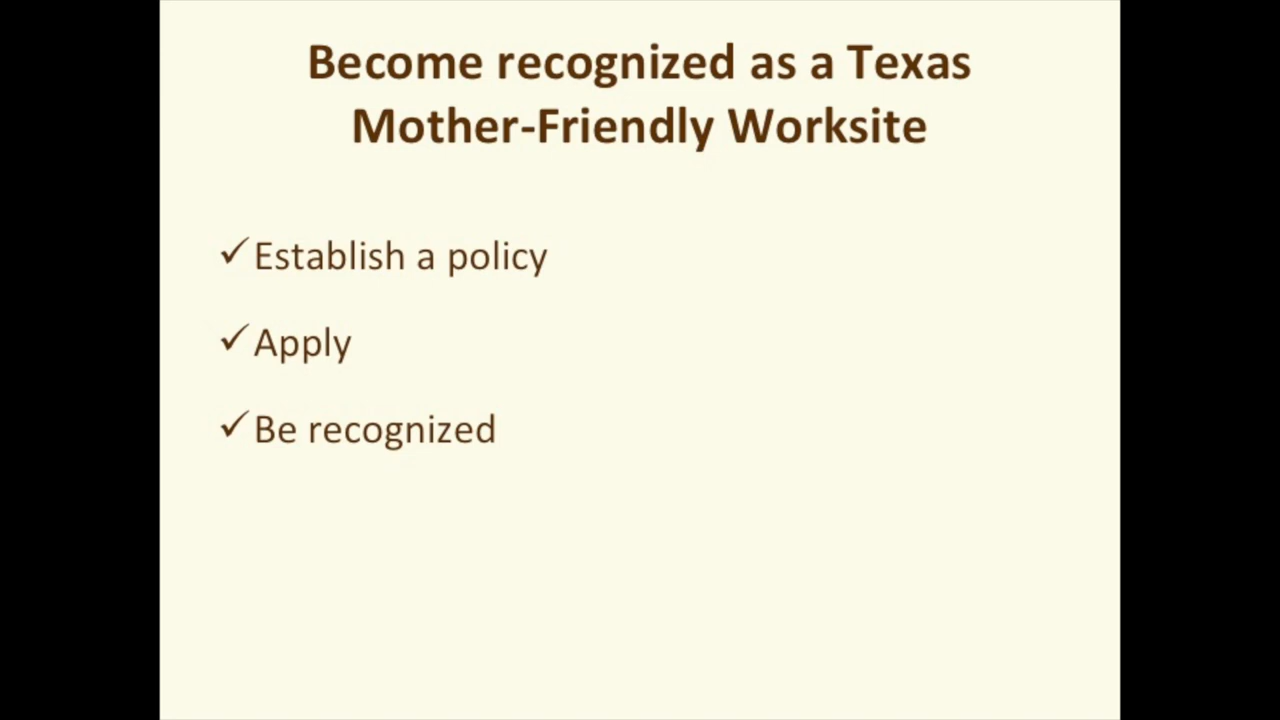 Become recognized as a Texas
Mother-Friendly Worksite
✓Establish a policy
✓Apply
✓Be recognized